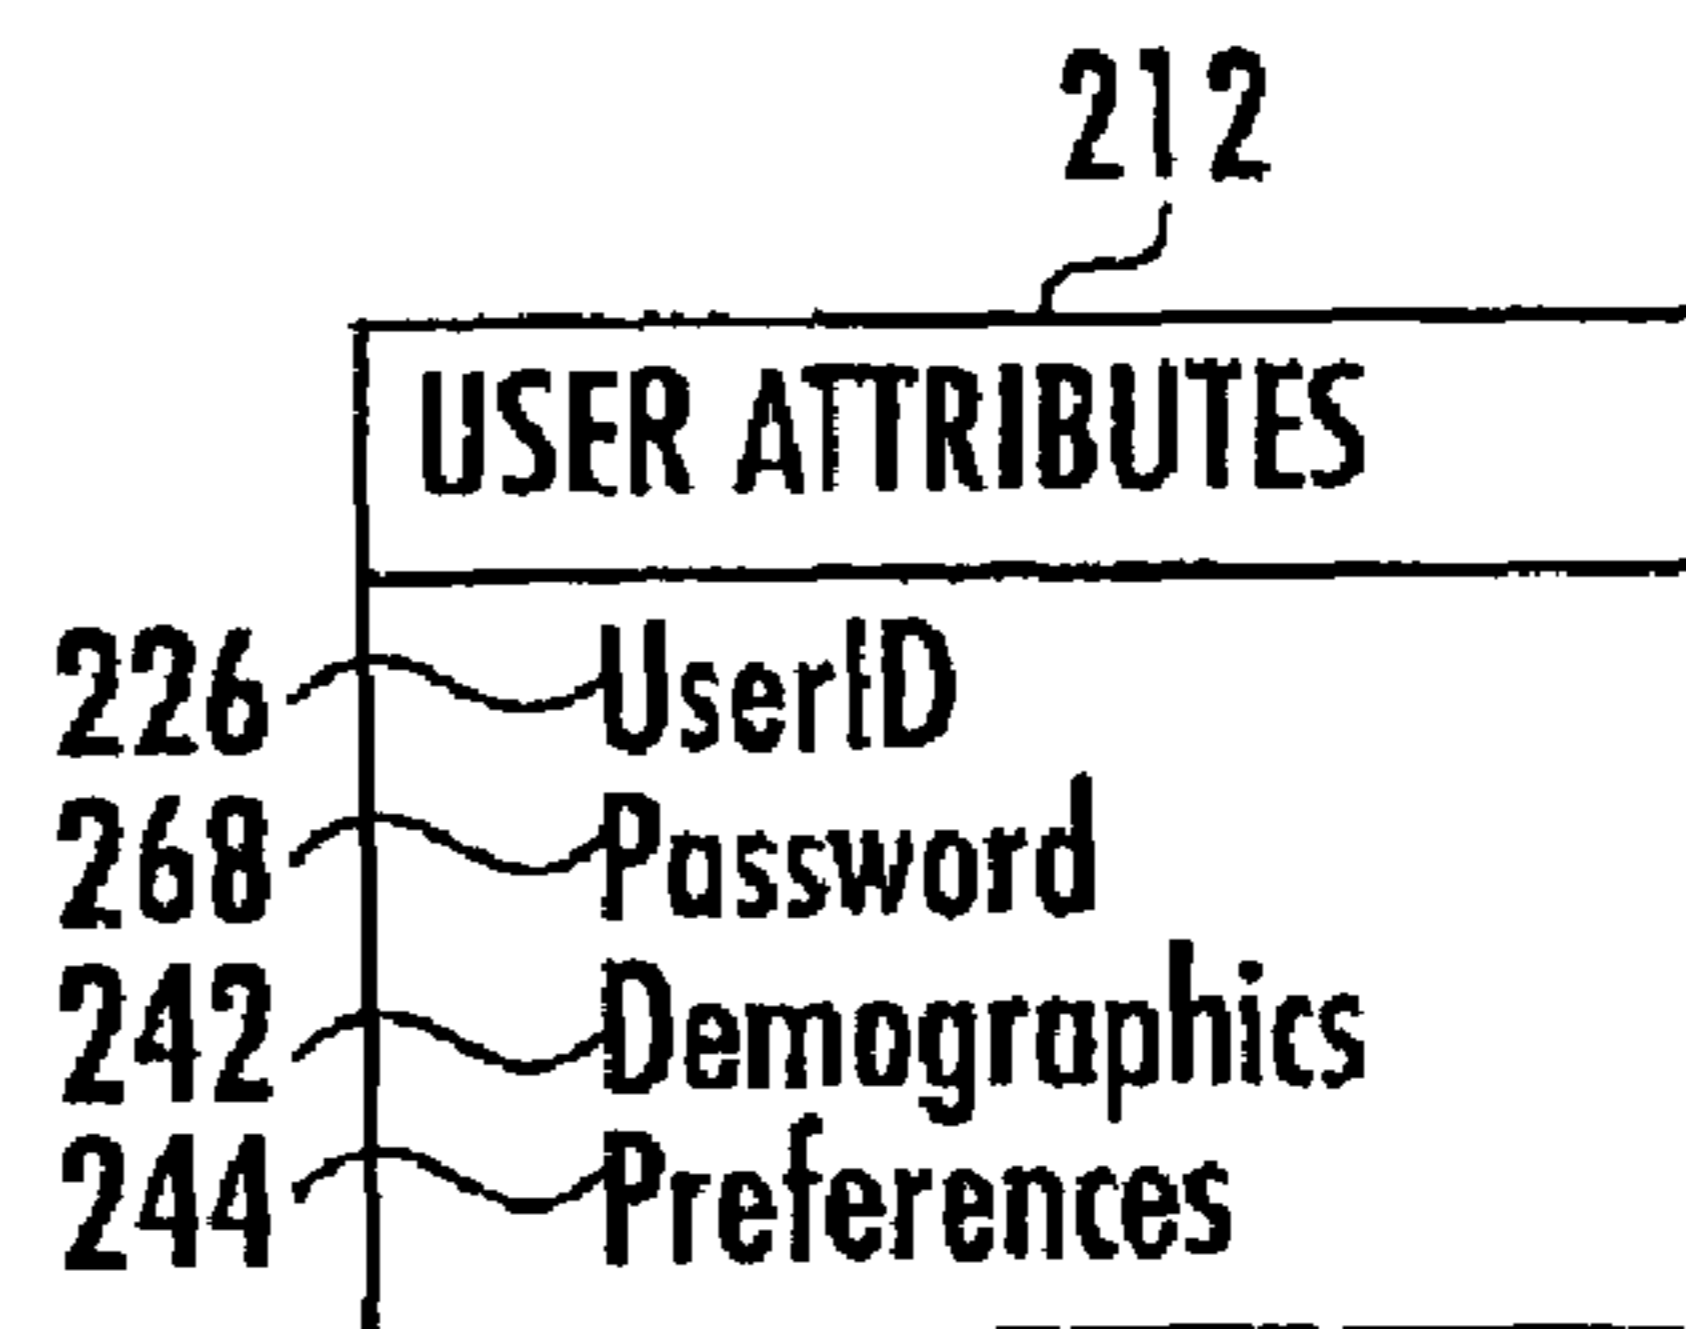 212
USER ATTRIBUTES
226 UserID
268 Password
242 Demographics
244 Preferences